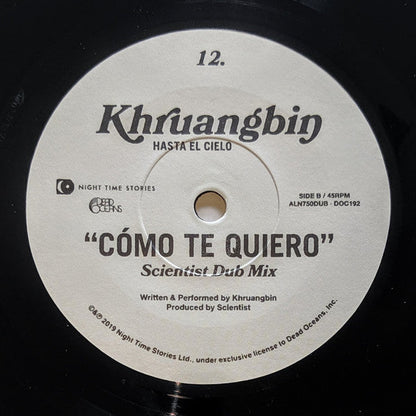 12.
Khruangbin
HASTA EL CIELO
NIGHT TIME STORIES
DEAD OCEANS
SIDE B / 45RPM
ALN750DUB - DOC192
“CÓMO TE QUIERO”
Scientist Dub Mix
Written & Performed by Khruangbin
Produced by Scientist
©&℗ 2019 Night Time Stories Ltd., under exclusive license to Dead Oceans, Inc.